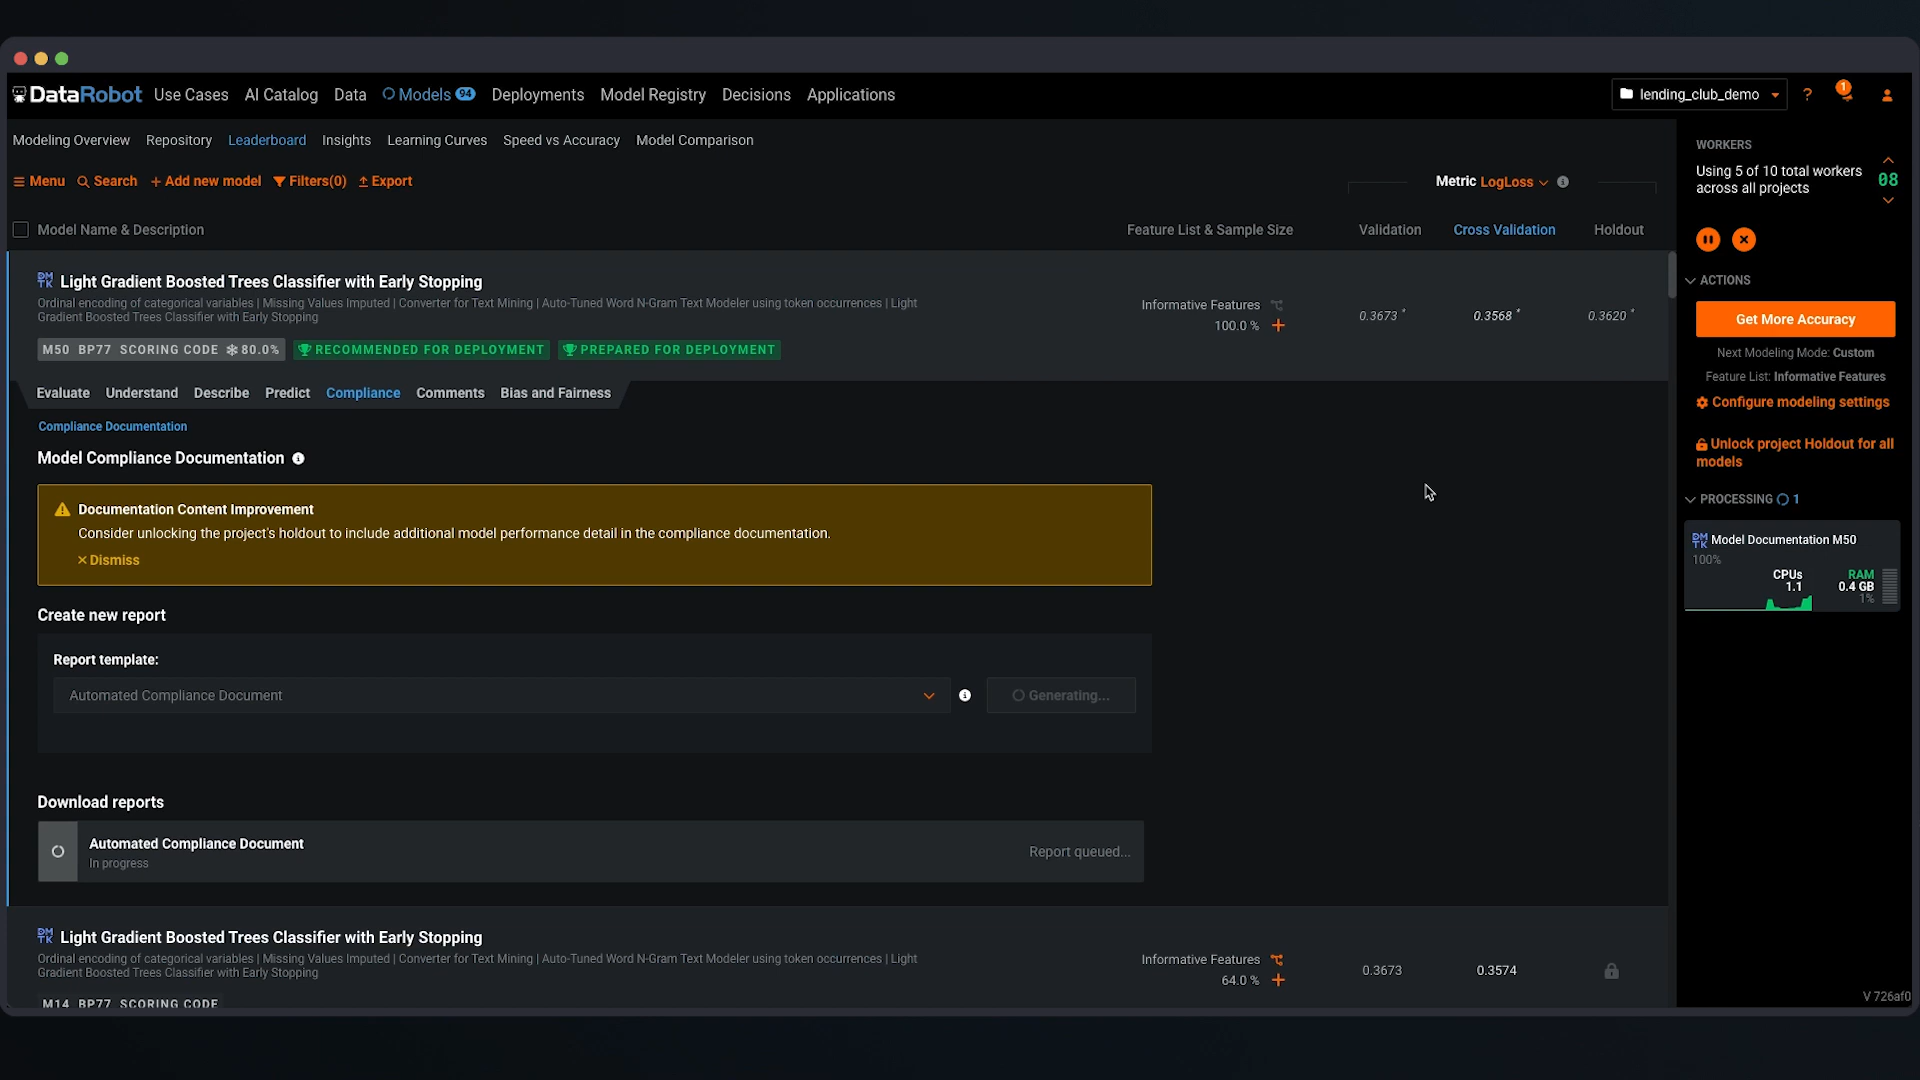 DataRobot Use Cases AI Catalog Data Models 94 Deployments Model Registry Decisions Applications lending_club_demo ? 1
Modeling Overview Repository Leaderboard Insights Learning Curves Speed vs Accuracy Model Comparison
Menu Search + Add new model Filters(0) Export Metric LogLoss
Model Name & Description Feature List & Sample Size Validation Cross Validation Holdout
DM TK Light Gradient Boosted Trees Classifier with Early Stopping
Ordinal encoding of categorical variables | Missing Values Imputed | Converter for Text Mining | Auto-Tuned Word N-Gram Text Modeler using token occurrences | Light
Gradient Boosted Trees Classifier with Early Stopping
Informative Features
100.0 % +
0.3673 * 0.3568 * 0.3620 *
M50 BP77 SCORING CODE 80.0% RECOMMENDED FOR DEPLOYMENT PREPARED FOR DEPLOYMENT
Evaluate Understand Describe Predict Compliance Comments Bias and Fairness
Compliance Documentation
Model Compliance Documentation
Documentation Content Improvement
Consider unlocking the project's holdout to include additional model performance detail in the compliance documentation.
× Dismiss
Create new report
Report template:
Automated Compliance Document Generating...
Download reports
Automated Compliance Document
In progress
Report queued...
DM TK Light Gradient Boosted Trees Classifier with Early Stopping
Ordinal encoding of categorical variables | Missing Values Imputed | Converter for Text Mining | Auto-Tuned Word N-Gram Text Modeler using token occurrences | Light
Gradient Boosted Trees Classifier with Early Stopping
Informative Features
64.0 % +
0.3673 0.3574
M14 BP77 SCORING CODE
WORKERS
Using 5 of 10 total workers
across all projects
08
ACTIONS
Get More Accuracy
Next Modeling Mode: Custom
Feature List: Informative Features
Configure modeling settings
Unlock project Holdout for all
models
PROCESSING 1
DM TK Model Documentation M50
100%
CPUs
1.1
RAM
0.4 GB
1%
V 726af0